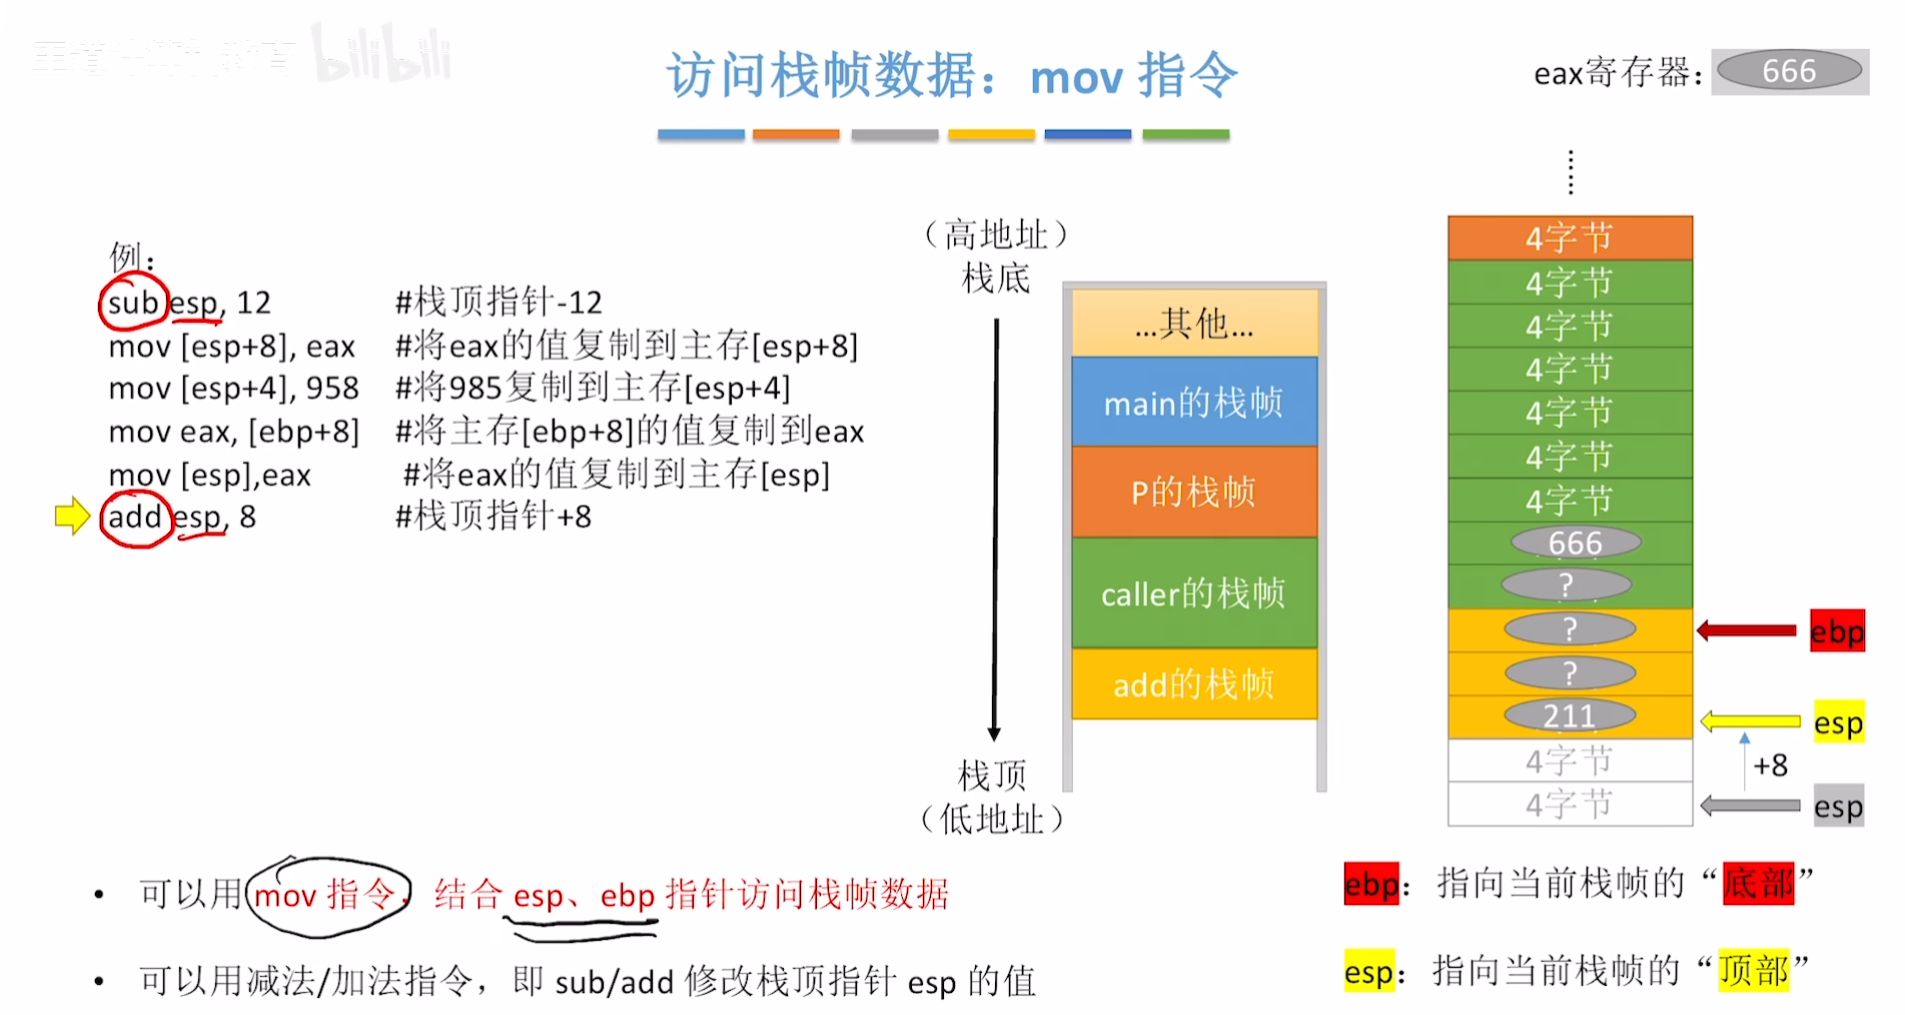 bilibili
访问栈帧数据：mov 指令
eax寄存器：
666
例：
sub esp, 12 #栈顶指针-12
mov [esp+8], eax #将eax的值复制到主存[esp+8]
mov [esp+4], 958 #将985复制到主存[esp+4]
mov eax, [ebp+8] #将主存[ebp+8]的值复制到eax
mov [esp],eax #将eax的值复制到主存[esp]
add esp, 8 #栈顶指针+8
（高地址）
栈底
...其他...
main的栈帧
P的栈帧
caller的栈帧
add的栈帧
栈顶
（低地址）
4字节
4字节
4字节
4字节
4字节
4字节
4字节
666
?
?
ebp
?
211
esp
4字节
+8
4字节
esp
• 可以用 mov 指令，结合 esp、ebp 指针访问栈帧数据
• 可以用减法/加法指令，即 sub/add 修改栈顶指针 esp 的值
ebp：指向当前栈帧的“底部”
esp：指向当前栈帧的“顶部”